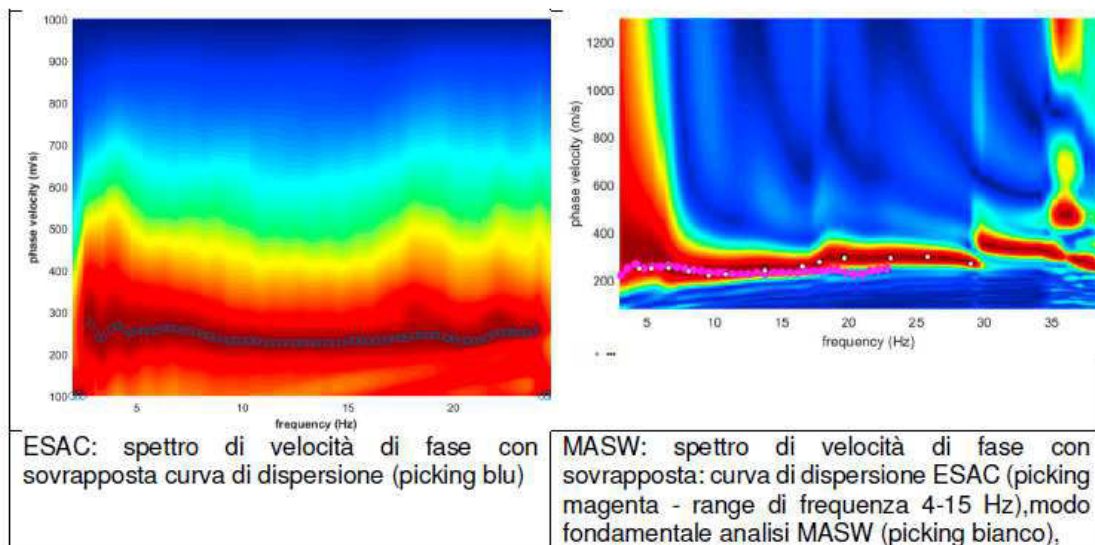 1000
900
800
700
600
500
400
300
200
100
phase velocity (m/s)
5 10 15 20
frequency (Hz)
1200
1000
800
600
400
200
phase velocity (m/s)
5 10 15 20 25 30 35
frequency (Hz)
ESAC: spettro di velocità di fase con
sovrapposta curva di dispersione (picking blu)
MASW: spettro di velocità di fase con
sovrapposta: curva di dispersione ESAC (picking
magenta - range di frequenza 4-15 Hz),modo
fondamentale analisi MASW (picking bianco),